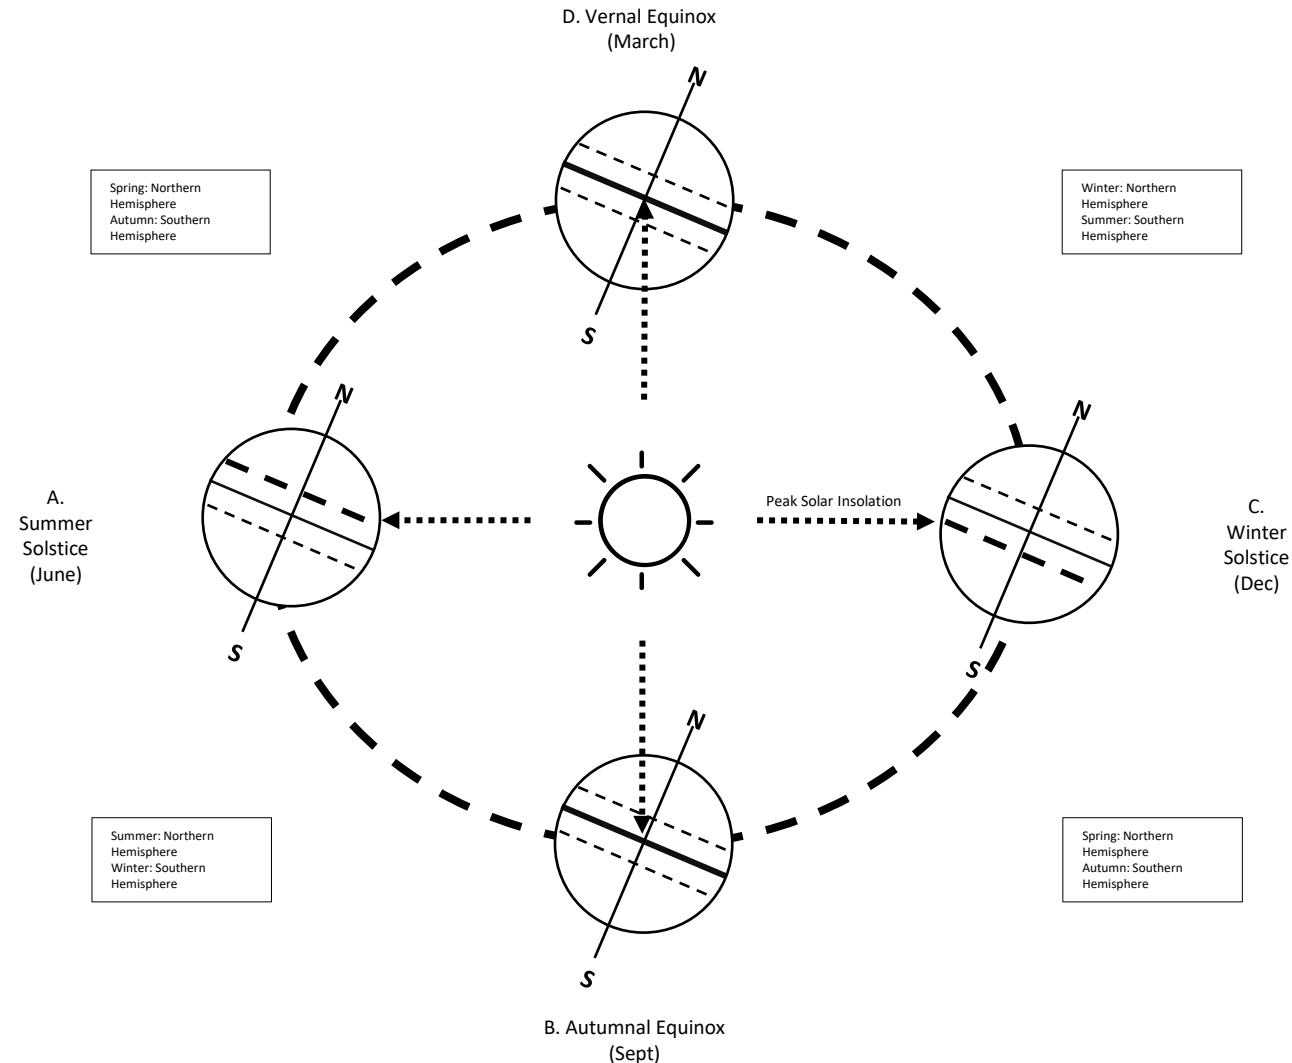 D. Vernal Equinox
(March)
N
S
Spring: Northern
Hemisphere
Autumn: Southern
Hemisphere
Winter: Northern
Hemisphere
Summer: Southern
Hemisphere
N
S
A.
Summer
Solstice
(June)
Peak Solar Insolation
N
S
C.
Winter
Solstice
(Dec)
N
S
Summer: Northern
Hemisphere
Winter: Southern
Hemisphere
Spring: Northern
Hemisphere
Autumn: Southern
Hemisphere
B. Autumnal Equinox
(Sept)